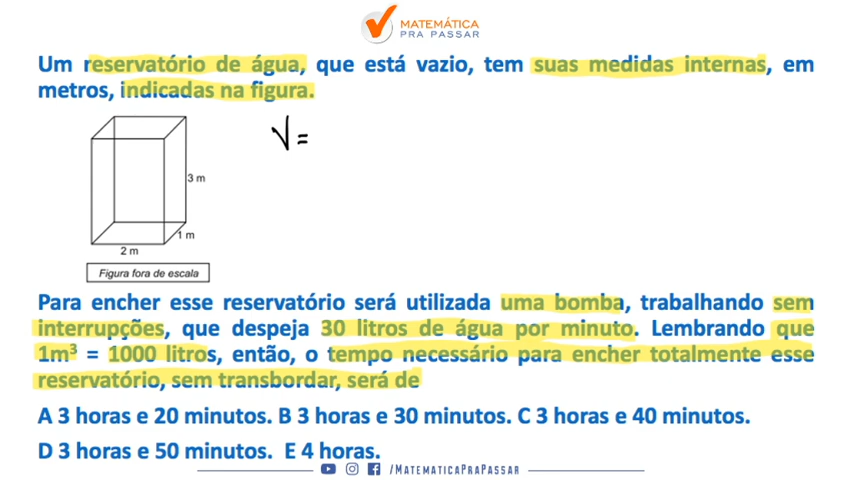 MATEMÁTICA
PRA PASSAR
Um reservatório de água, que está vazio, tem suas medidas internas, em
metros, indicadas na figura.
V =
3 m
1 m
2 m
Figura fora de escala
Para encher esse reservatório será utilizada uma bomba, trabalhando sem
interrupções, que despeja 30 litros de água por minuto. Lembrando que
1m³ = 1000 litros, então, o tempo necessário para encher totalmente esse
reservatório, sem transbordar, será de
A 3 horas e 20 minutos. B 3 horas e 30 minutos. C 3 horas e 40 minutos.
D 3 horas e 50 minutos. E 4 horas.
/MATEMATICAPRAPASSAR